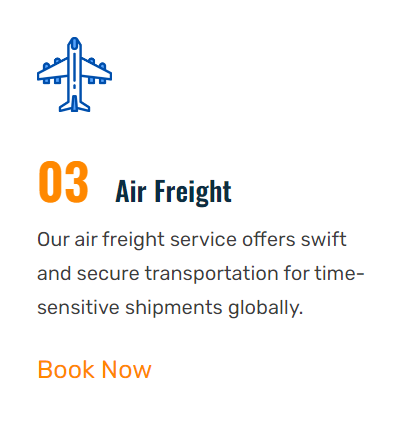 03 Air Freight
Our air freight service offers swift
and secure transportation for time-
sensitive shipments globally.
Book Now